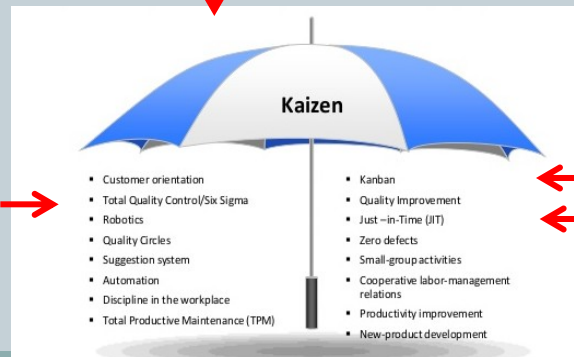 Kaizen
Customer orientation
Total Quality Control/Six Sigma
Robotics
Quality Circles
Suggestion system
Automation
Discipline in the workplace
Total Productive Maintenance (TPM)
Kanban
Quality Improvement
Just –in-Time (JIT)
Zero defects
Small-group activities
Cooperative labor-management
relations
Productivity improvement
New-product development